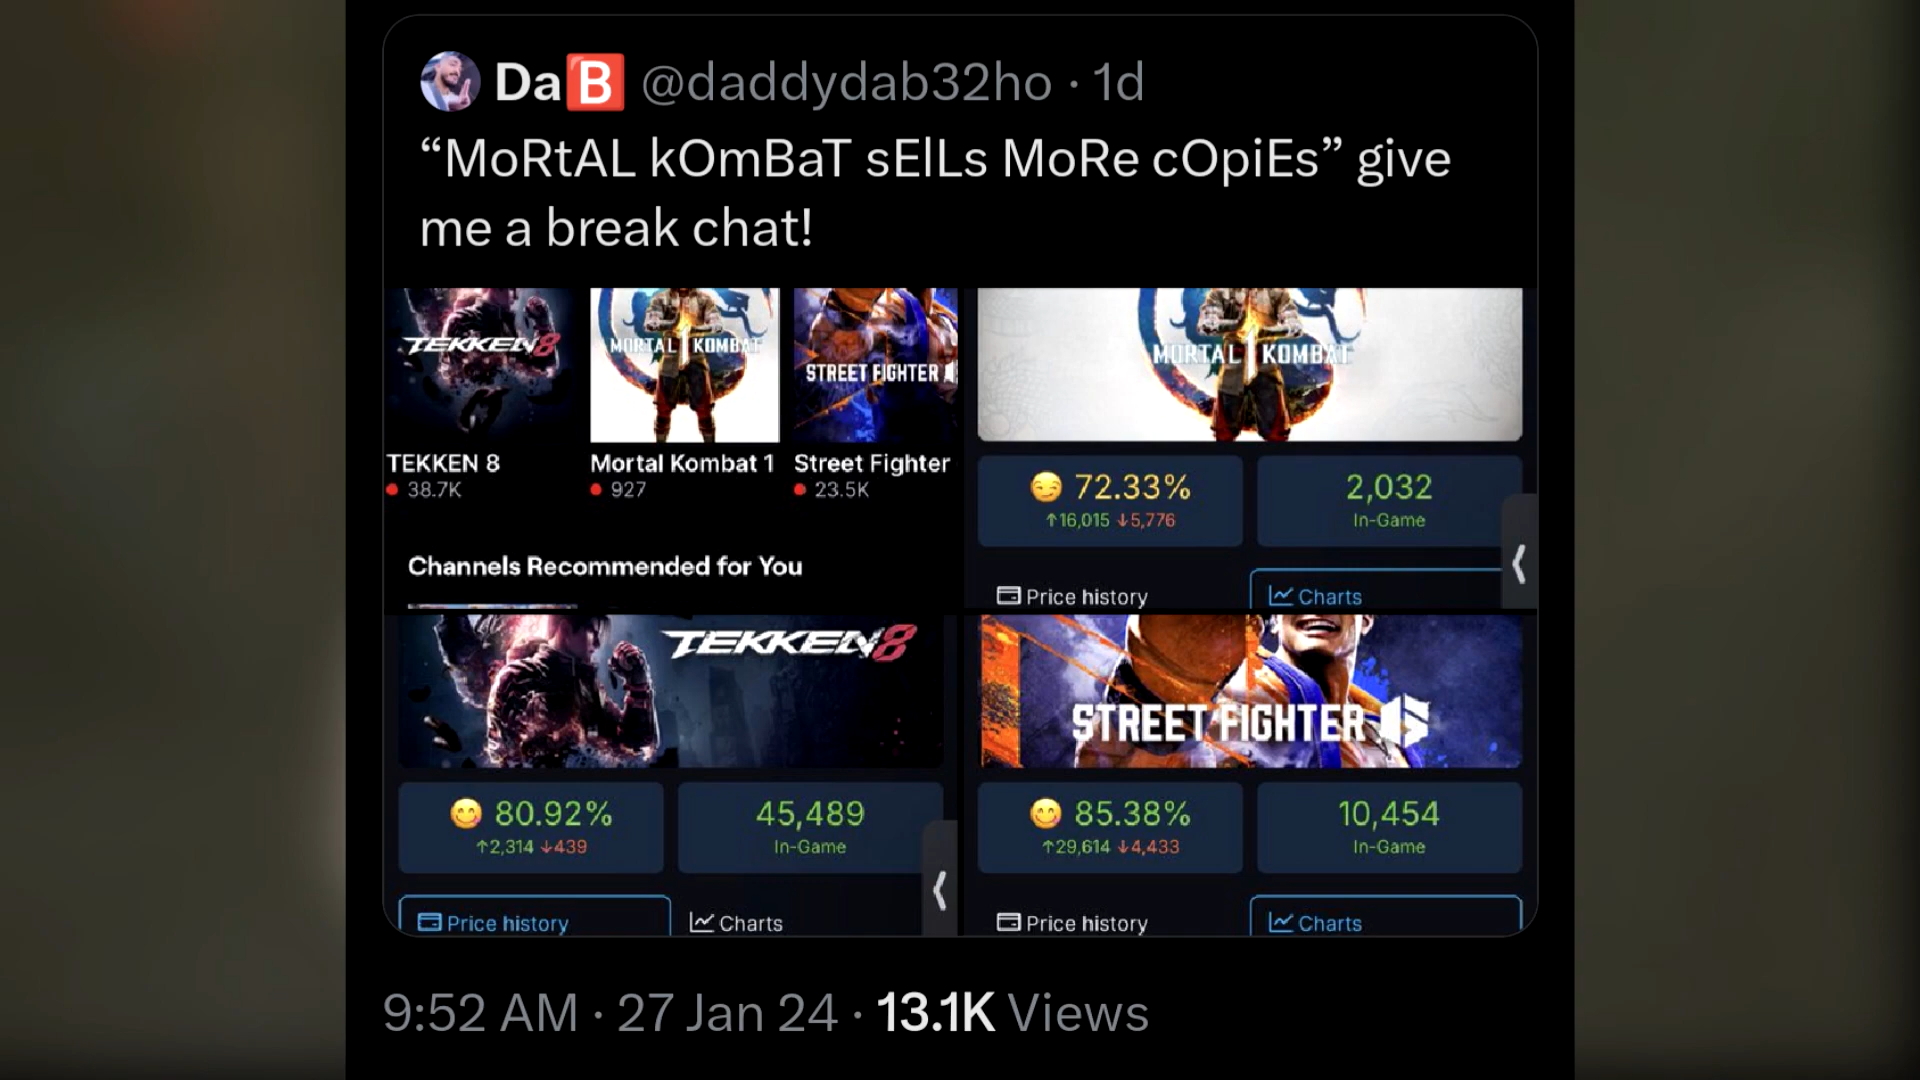 Da🅱 @daddydab32ho · 1d
“MoRtAL kOmBaT sElLs MoRe cOpiEs” give
me a break chat!
TEKKEN 8
MORTAL 1 KOMBAT
STREET FIGHTER 6
TEKKEN 8
38.7K
Mortal Kombat 1
927
Street Fighter
23.5K
Channels Recommended for You
MORTAL 1 KOMBAT
😏 72.33%
↑16,015 ↓5,776
2,032
In-Game
Price history
Charts
TEKKEN 8
😋 80.92%
↑2,314 ↓439
45,489
In-Game
Price history
Charts
STREET FIGHTER 6
😋 85.38%
↑29,614 ↓4,433
10,454
In-Game
Price history
Charts
9:52 AM · 27 Jan 24 · 13.1K Views